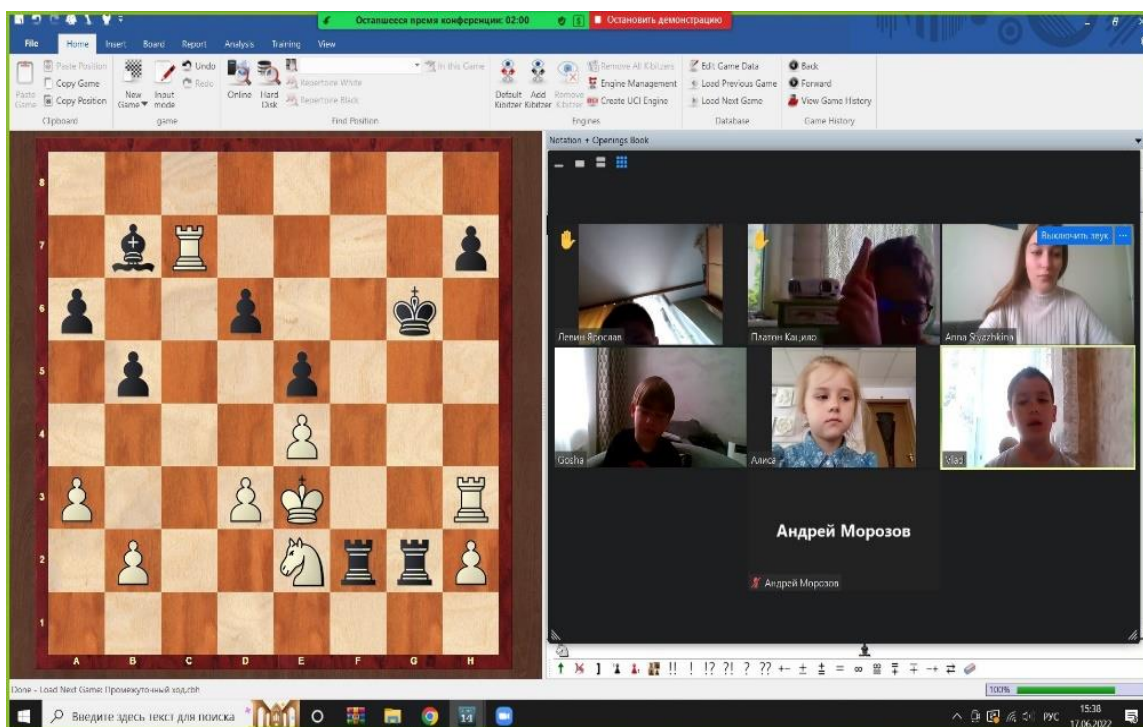 Оставшееся время конференции: 02:00
Остановить демонстрацию
File Home Insert Board Report Analysis Training View
Paste Game
Paste Position
Copy Game
Copy Position
Clipboard
New Game
Input mode
Undo
Redo
game
Online
Hard Disk
In this Game
Repertoire White
Repertoire Black
Find Position
Default Kibitzer
Add Kibitzer
Remove Kibitzer
Remove All Kibitzers
Engine Management
Create UCI Engine
Engines
Edit Game Data
Load Previous Game
Load Next Game
Database
Back
Forward
View Game History
Game History
Notation + Openings Book
8
7
6
5
4
3
2
1
A B C D E F G H
Выключить звук ...
Левин Ярослав
Платон Кацило
Anna Styazhkina
Gosha
Алиса
Vlad
Андрей Морозов
Андрей Морозов
!! ! !? ?! ? ?? +- ± ⩲ = ∞ ⩱ ∓ -+ ⇄
Done - Load Next Game: Промежуточный ход.cbh
100%
Введите здесь текст для поиска
14
РУС
15:38
17.06.2022